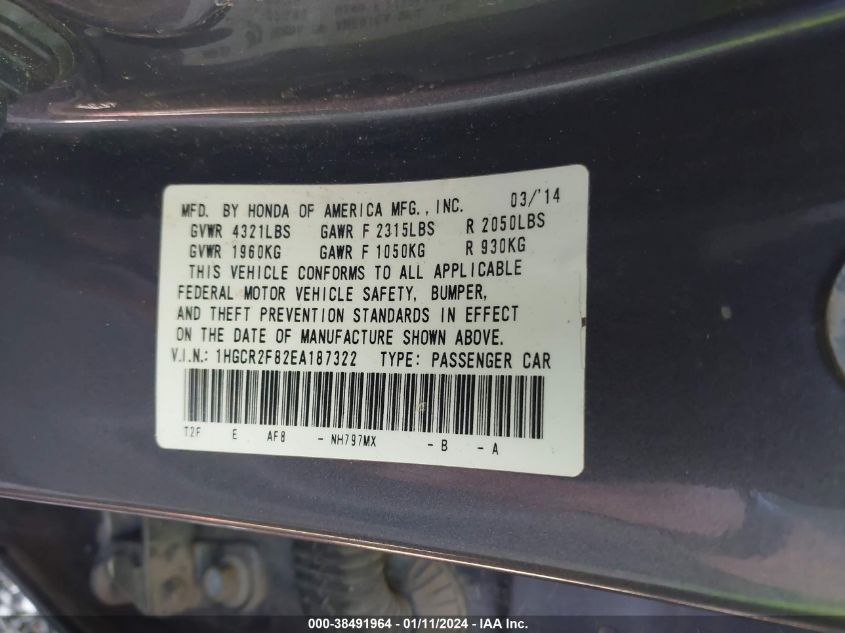 MFD. BY HONDA OF AMERICA MFG., INC. 03/'14
GVWR 4321LBS GAWR F 2315LBS R 2050LBS
GVWR 1960KG GAWR F 1050KG R 930KG
THIS VEHICLE CONFORMS TO ALL APPLICABLE
FEDERAL MOTOR VEHICLE SAFETY, BUMPER,
AND THEFT PREVENTION STANDARDS IN EFFECT
ON THE DATE OF MANUFACTURE SHOWN ABOVE.
V.I.N.: 1HGCR2F82EA187322 TYPE: PASSENGER CAR
T2F E AF8 - NH797MX - B - A
000-38491964 - 01/11/2024 - IAA Inc.